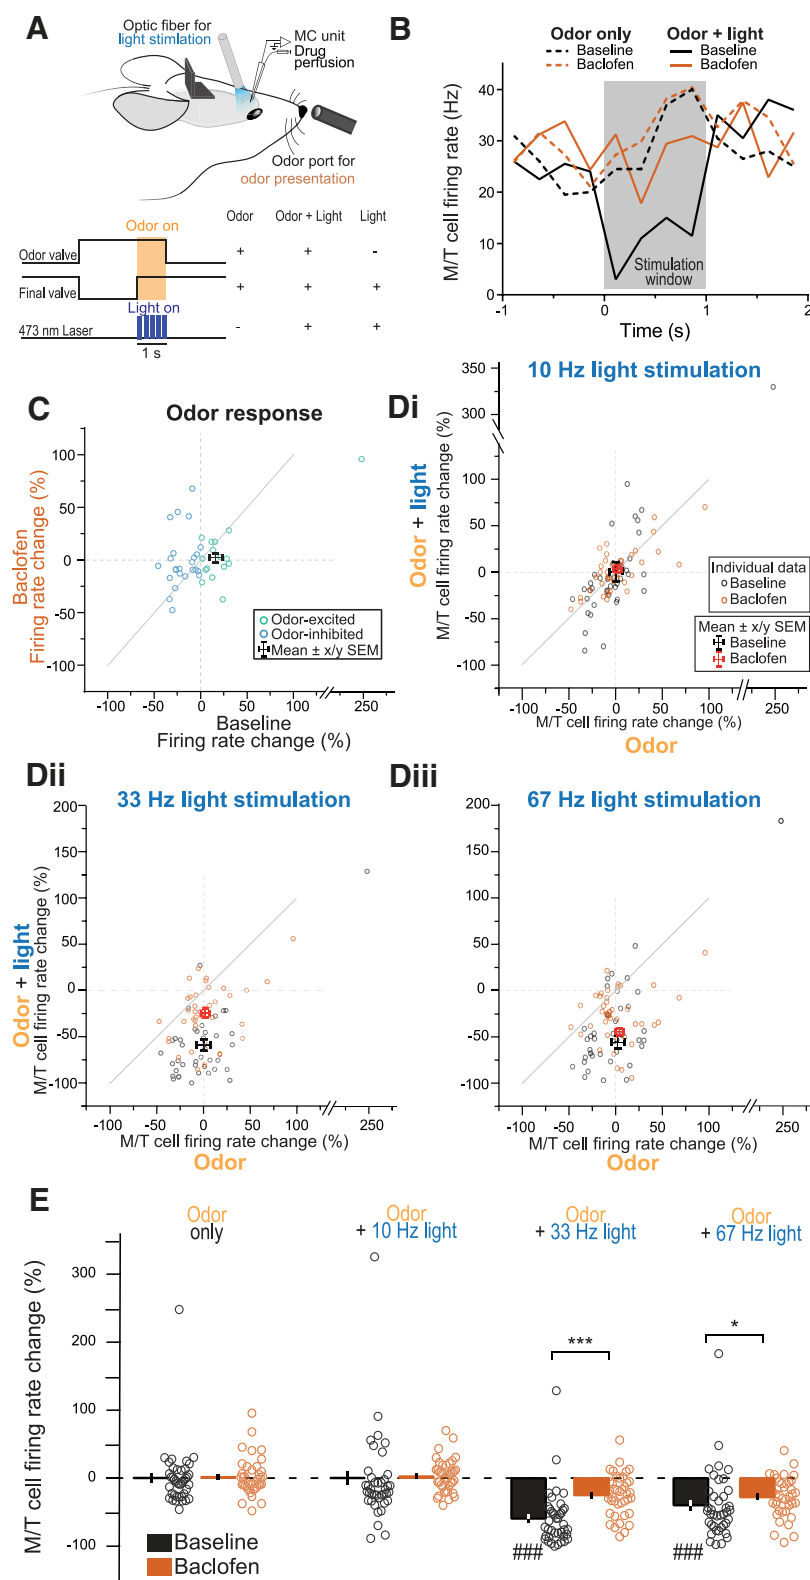 A
Optic fiber for
light stimlation
MC unit
Drug
perfusion
Odor port for
odor presentation
Odor on
Odor Odor + Light Light
Odor valve + + -
Final valve + + +
Light on
473 nm Laser - + +
1 s
B
Odor only Odor + light
Baseline Baseline
Baclofen Baclofen
M/T cell firing rate (Hz)
40
30
20
10
0
Stimulation
window
-1 0 1 2
Time (s)
C
Odor response
Baclofen
Firing rate change (%)
100
50
0
-50
-100
Odor-excited
Odor-inhibited
Mean ± x/y SEM
-100 -50 0 50 100 250
Baseline
Firing rate change (%)
Di
10 Hz light stimulation
Odor + light
M/T cell firing rate change (%)
350
300
100
50
0
-50
-100
Individual data
Baseline
Baclofen
Mean ± x/y SEM
Baseline
Baclofen
-100 -50 0 50 100 250
M/T cell firing rate change (%)
Odor
Dii
33 Hz light stimulation
Odor + light
M/T cell firing rate change (%)
200
150
100
50
0
-50
-100
-100 -50 0 50 100 250
M/T cell firing rate change (%)
Odor
Diii
67 Hz light stimulation
M/T cell firing rate change (%)
200
150
100
50
0
-50
-100
-100 -50 0 50 100 250
M/T cell firing rate change (%)
Odor
E
Odor
only
Odor
+ 10 Hz light
Odor
+ 33 Hz light
Odor
+ 67 Hz light
M/T cell firing rate change (%)
300
200
100
0
-100
***
*
###
###
Baseline
Baclofen